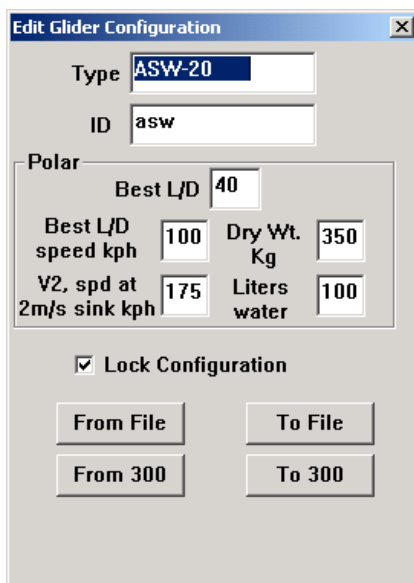 Edit Glider Configuration
Type ASW-20
ID asw
Polar
Best L/D 40
Best L/D speed kph 100 Dry Wt. Kg 350
V2, spd at 2m/s sink kph 175 Liters water 100
Lock Configuration
From File To File
From 300 To 300